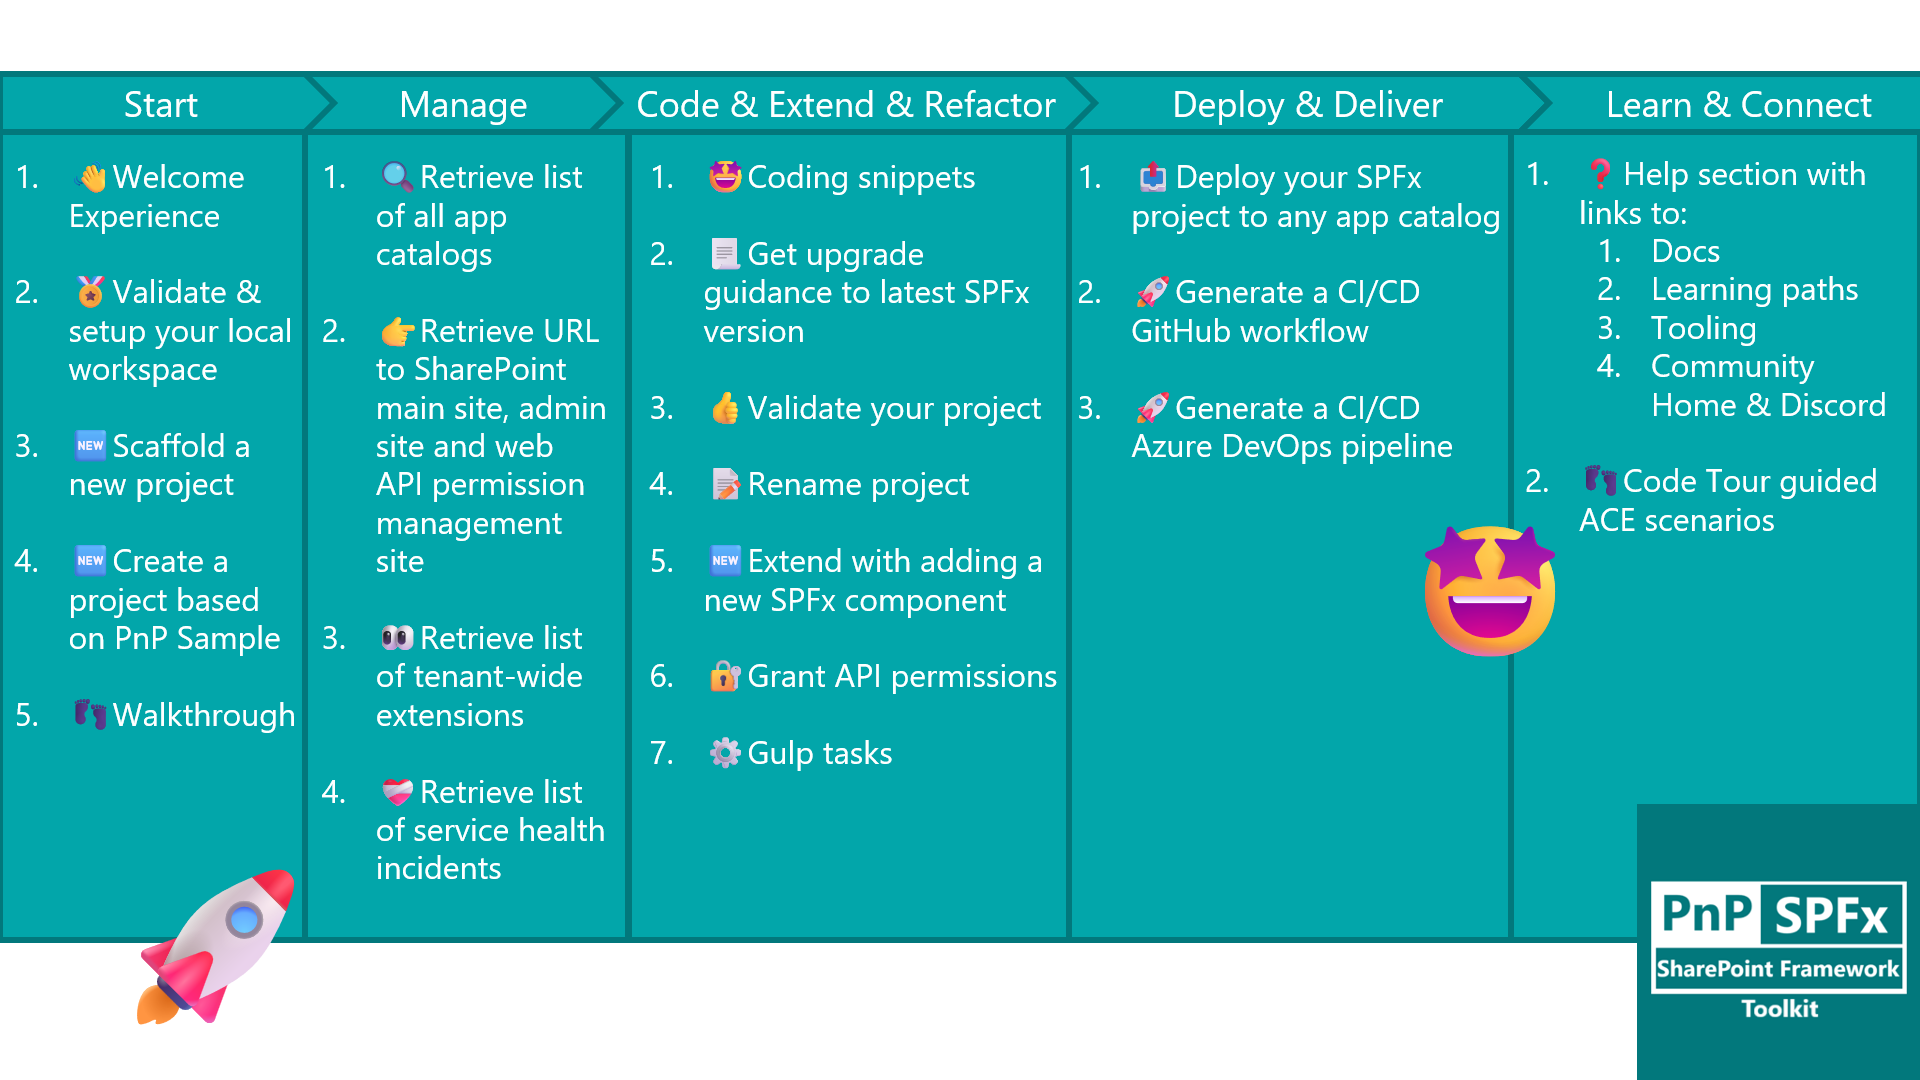 Start
Manage
Code & Extend & Refactor
Deploy & Deliver
Learn & Connect
1. 👋 Welcome
Experience
2. 🏅 Validate &
setup your local
workspace
3. 🆕 Scaffold a
new project
4. 🆕 Create a
project based
on PnP Sample
5. 👣 Walkthrough
1. 🔍 Retrieve list
of all app
catalogs
2. 👉 Retrieve URL
to SharePoint
main site, admin
site and web
API permission
management
site
3. 👀 Retrieve list
of tenant-wide
extensions
4. ❤️‍🩹 Retrieve list
of service health
incidents
1. 🤩 Coding snippets
2. 📃 Get upgrade
guidance to latest SPFx
version
3. 👍 Validate your project
4. 📝 Rename project
5. 🆕 Extend with adding a
new SPFx component
6. 🔐 Grant API permissions
7. ⚙️ Gulp tasks
1. 📤 Deploy your SPFx
project to any app catalog
2. 🚀 Generate a CI/CD
GitHub workflow
3. 🚀 Generate a CI/CD
Azure DevOps pipeline
1. ❓ Help section with
links to:
1. Docs
2. Learning paths
3. Tooling
4. Community
Home & Discord
2. 👣 Code Tour guided
ACE scenarios
PnP SPFx
SharePoint Framework
Toolkit